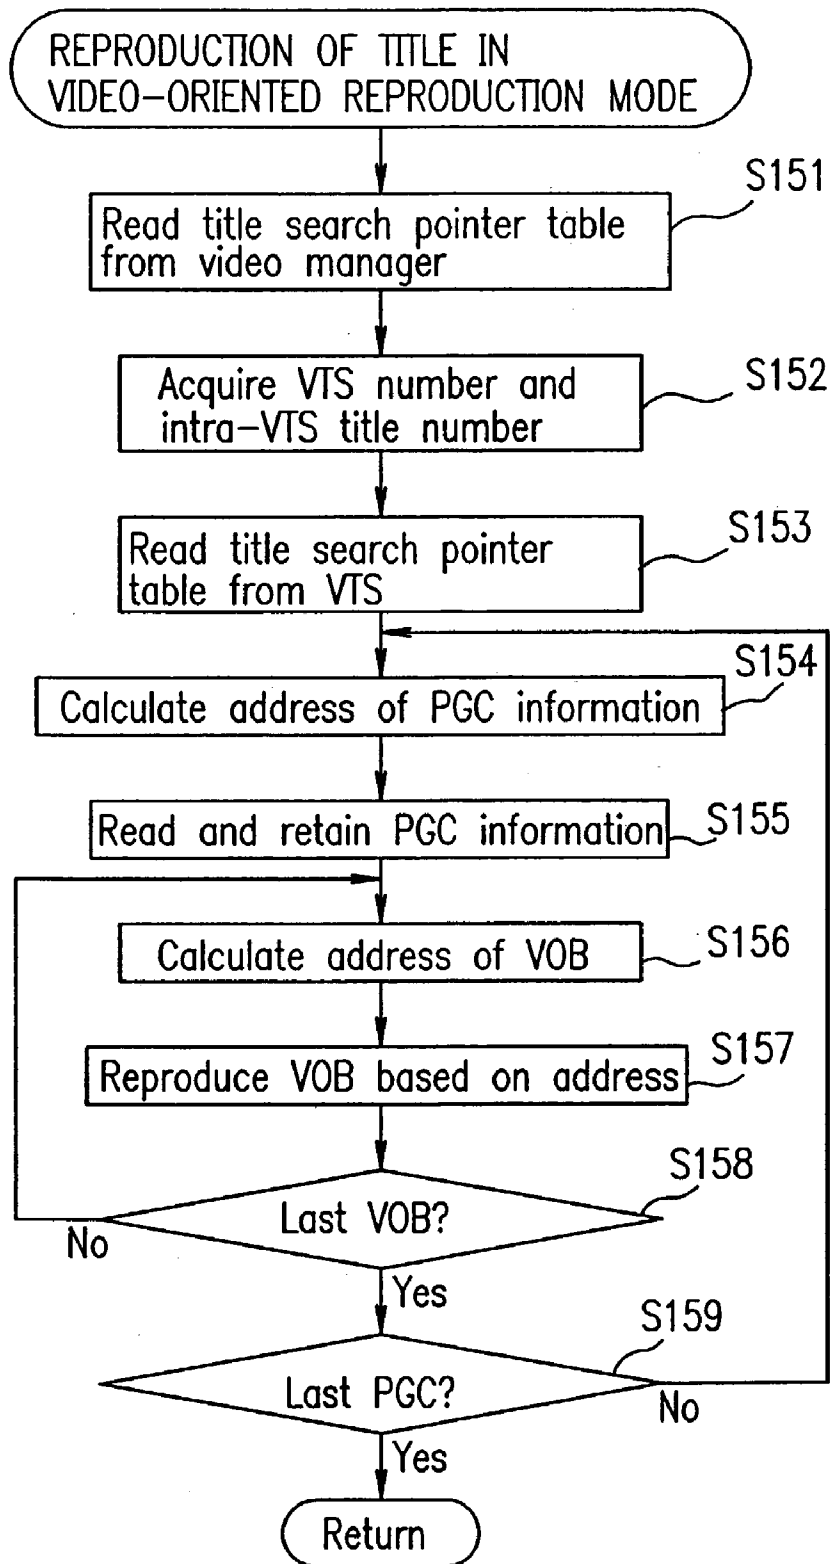 REPRODUCTION OF TITLE IN
VIDEO-ORIENTED REPRODUCTION MODE
S151
Read title search pointer table
from video manager
S152
Acquire VTS number and
intra-VTS title number
S153
Read title search pointer
table from VTS
S154
Calculate address of PGC information
S155
Read and retain PGC information
S156
Calculate address of VOB
S157
Reproduce VOB based on address
S158
Last VOB?
No
Yes
S159
Last PGC?
No
Yes
Return